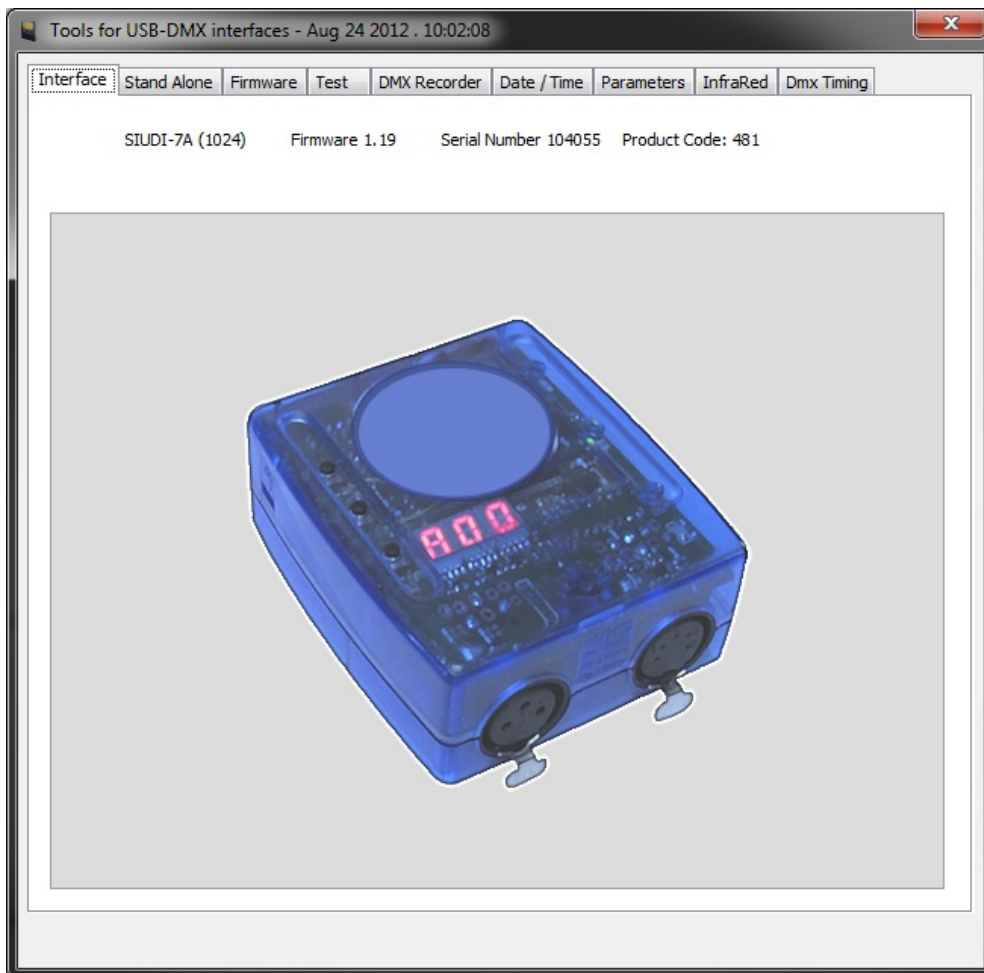 Tools for USB-DMX interfaces - Aug 24 2012 . 10:02:08
Interface Stand Alone Firmware Test DMX Recorder Date / Time Parameters InfraRed Dmx Timing
SIUDI-7A (1024) Firmware 1.19 Serial Number 104055 Product Code: 481
A00